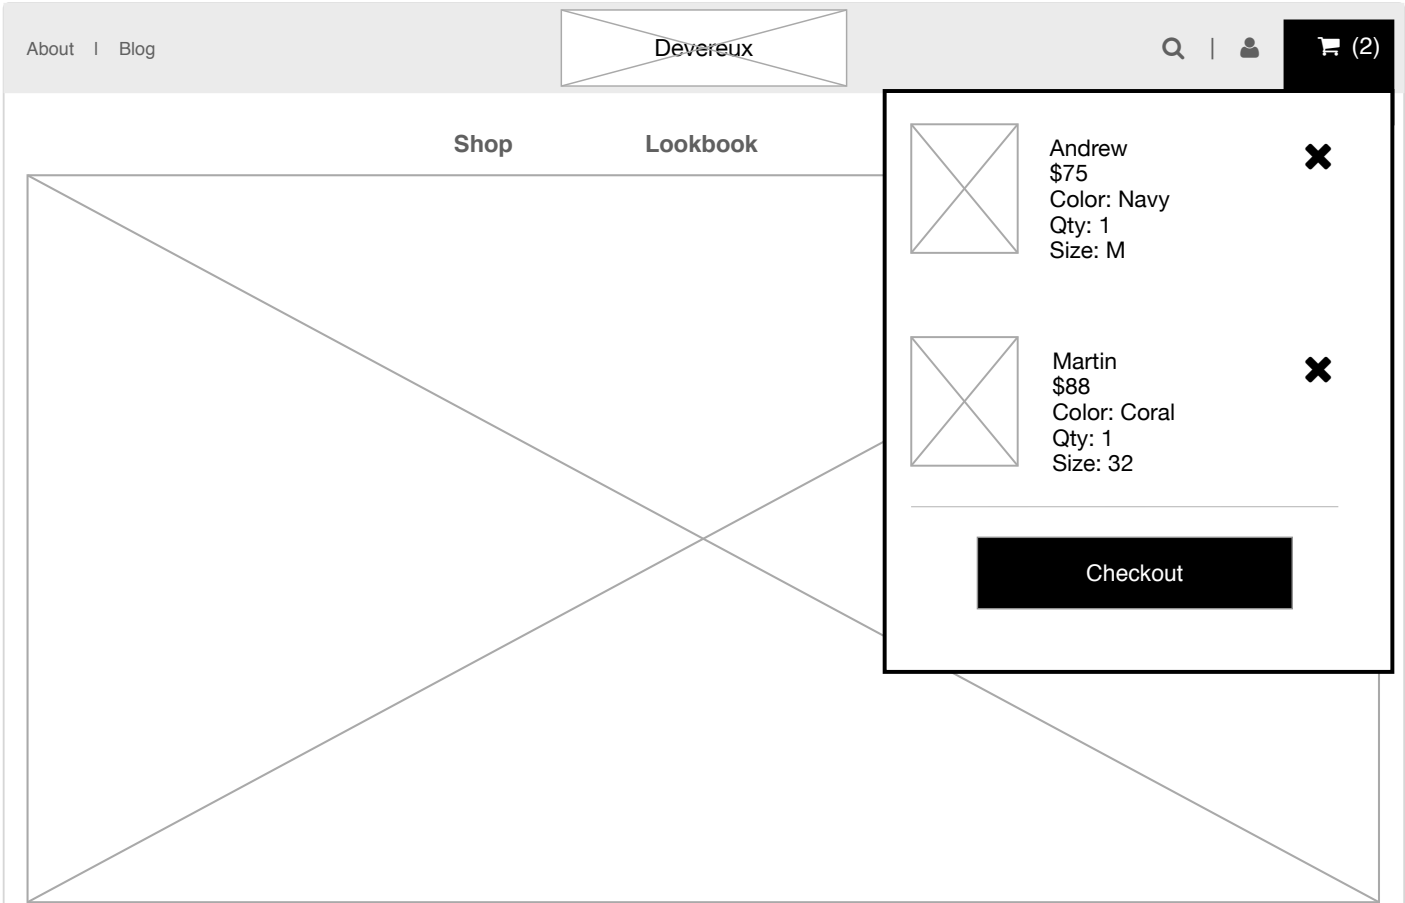 About | Blog
Devereux
| (2)
Shop Lookbook
Andrew
$75
Color: Navy
Qty: 1
Size: M
Martin
$88
Color: Coral
Qty: 1
Size: 32
Checkout